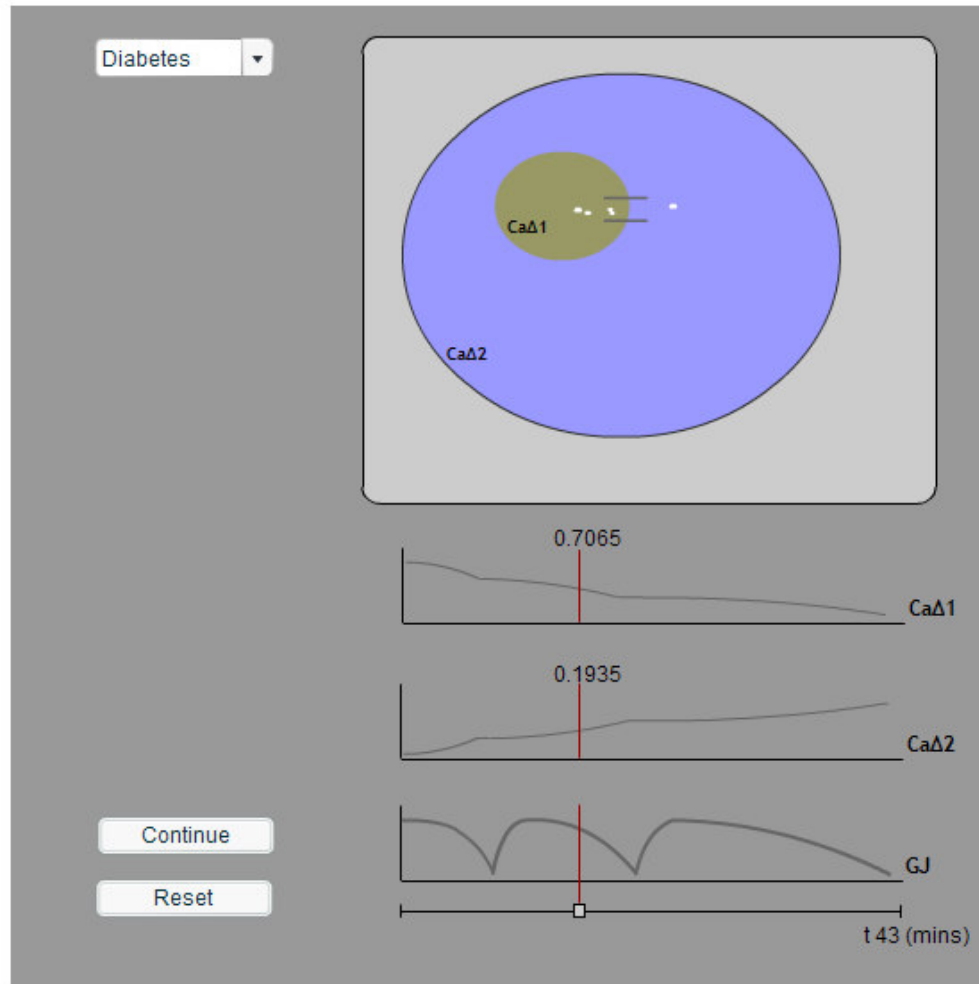 Diabetes
CaΔ1
CaΔ2
0.7065
CaΔ1
0.1935
CaΔ2
Continue
GJ
Reset
t 43 (mins)